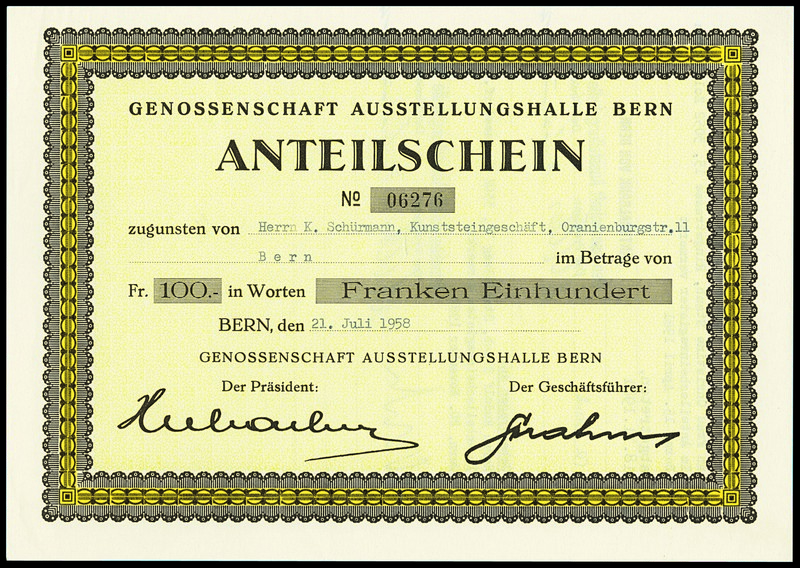 GENOSSENSCHAFT AUSSTELLUNGSHALLE BERN
ANTEILSCHEIN
No 06276
zugunsten von Herrn K. Schürmann, Kunststeingeschäft, Oranienburgstr.11
Bern im Betrage von
Fr. 100.- in Worten Franken Einhundert
BERN, den 21. Juli 1958
GENOSSENSCHAFT AUSSTELLUNGSHALLE BERN
Der Präsident: Der Geschäftsführer: